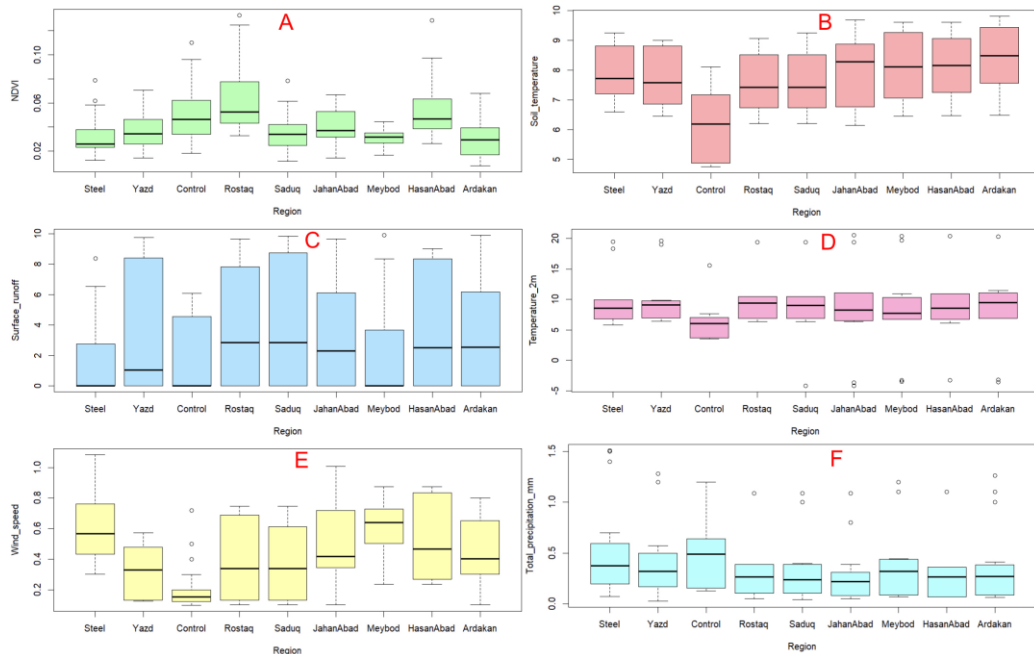 A
NDVI
0.10
0.06
0.02
Steel Yazd Control Rostaq Saduq JahanAbad Meybod HasanAbad Ardakan
Region
B
Soil_temperature
10
9
8
7
6
5
Steel Yazd Control Rostaq Saduq JahanAbad Meybod HasanAbad Ardakan
Region
C
Surface_runoff
10
8
6
4
2
0
Steel Yazd Control Rostaq Saduq JahanAbad Meybod HasanAbad Ardakan
Region
D
Temperature_2m
20
15
10
5
0
-5
Steel Yazd Control Rostaq Saduq JahanAbad Meybod HasanAbad Ardakan
Region
E
Wind_speed
1.0
0.8
0.6
0.4
0.2
Steel Yazd Control Rostaq Saduq JahanAbad Meybod HasanAbad Ardakan
Region
F
Total_precipitation_mm
1.5
1.0
0.5
0.0
Steel Yazd Control Rostaq Saduq JahanAbad Meybod HasanAbad Ardakan
Region